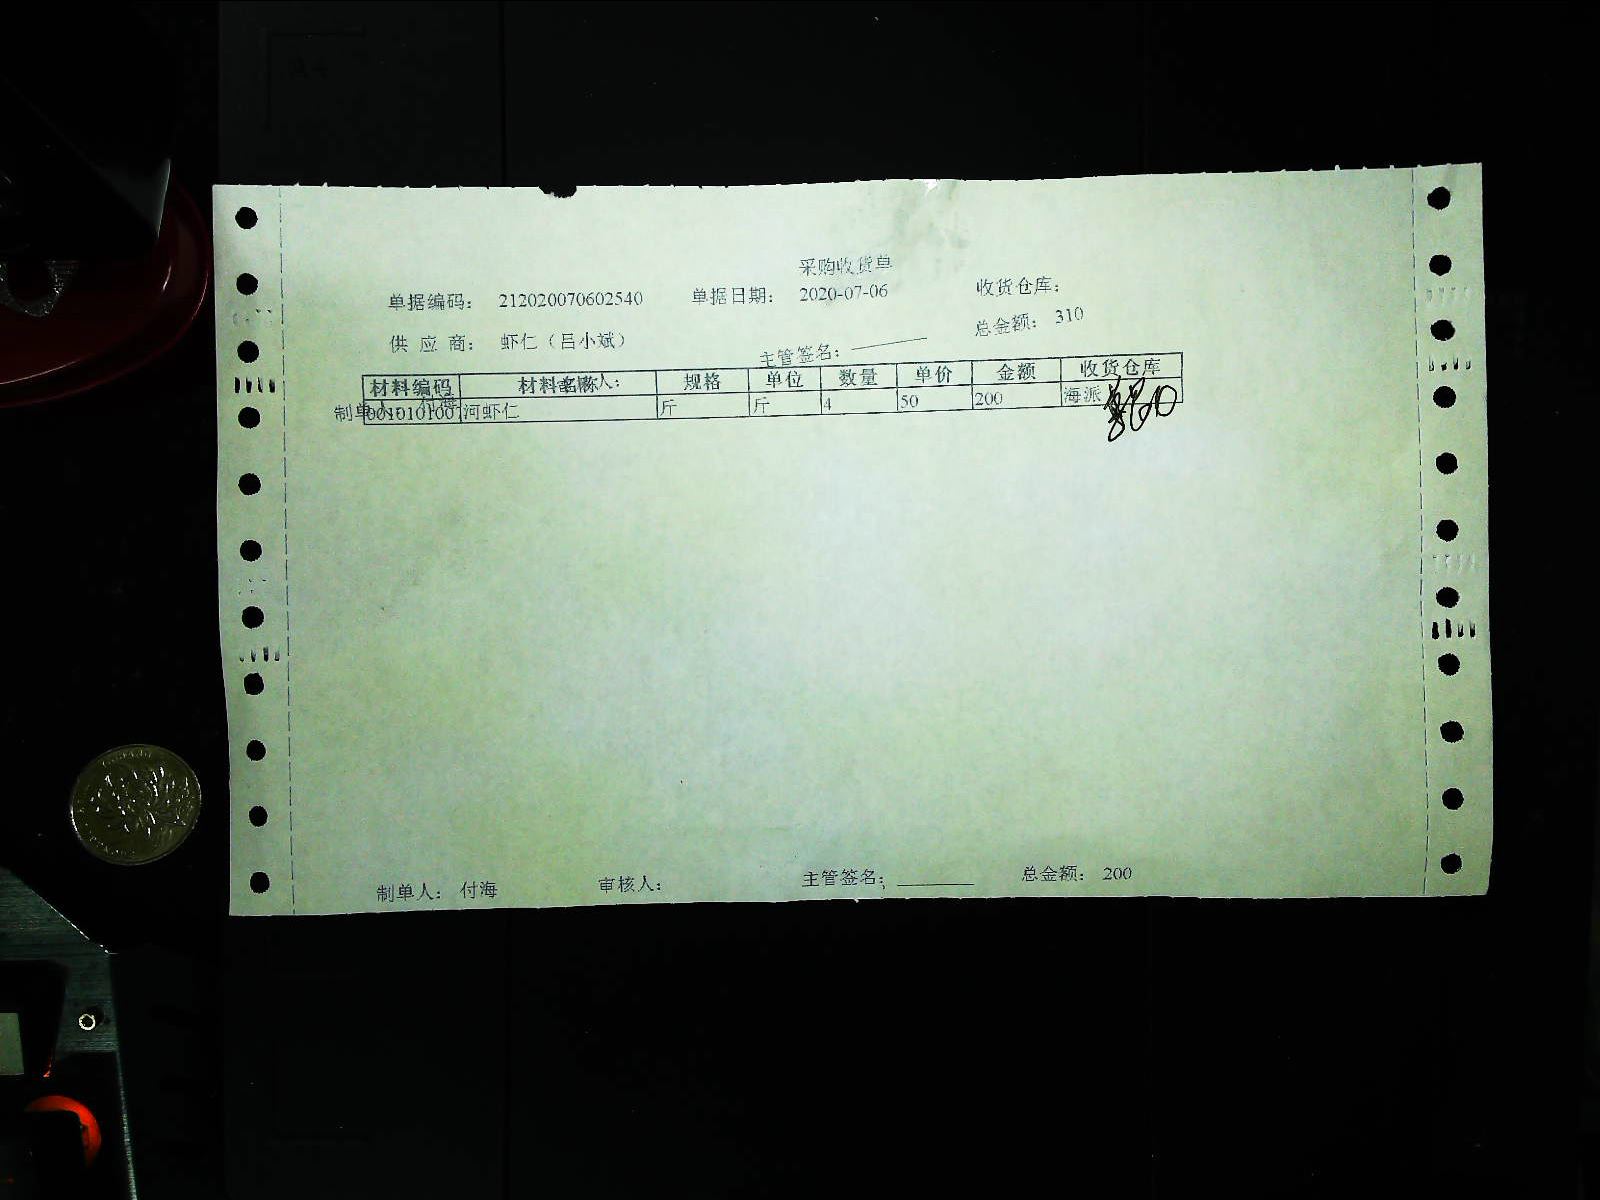 采购收货单
单据编码: 212020070602540 单据日期: 2020-07-06 收货仓库:
供 应 商: 虾仁（吕小斌） 主管签名: 总金额: 310
材料编码 材料名称 规格 单位 数量 单价 金额 收货仓库
0010101001 河虾仁 斤 斤 4 50 200 海派
制单人: 付海 审核人: 主管签名: 总金额: 200